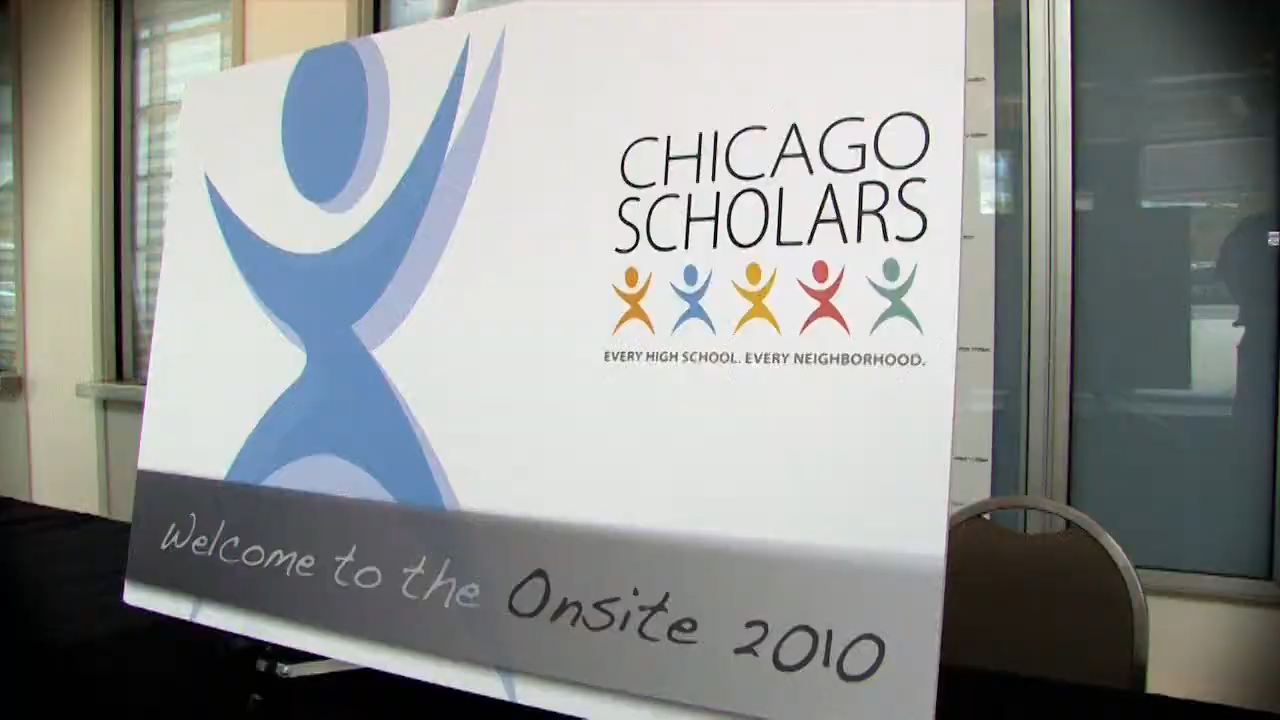 CHICAGO
SCHOLARS
EVERY HIGH SCHOOL. EVERY NEIGHBORHOOD.
Welcome to the Onsite 2010